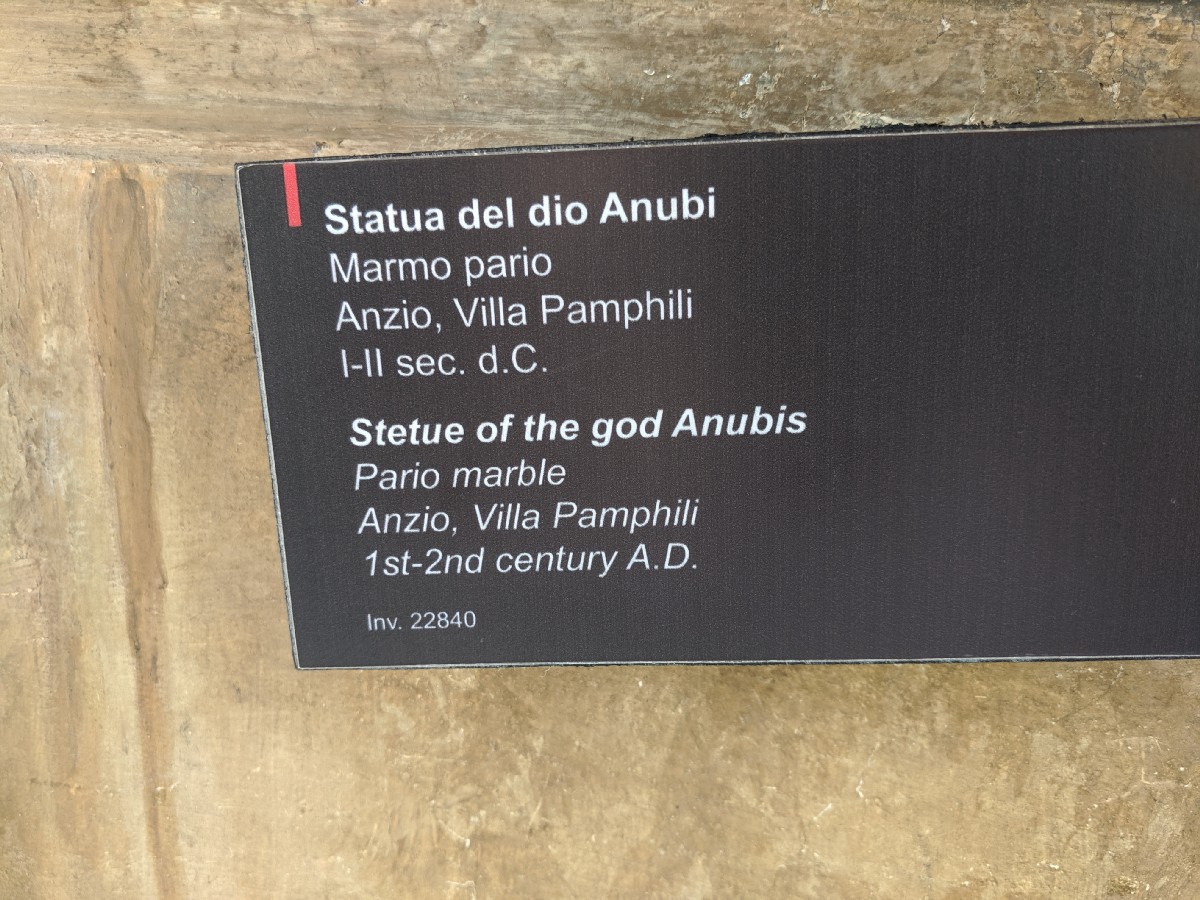 Statua del dio Anubi
Marmo pario
Anzio, Villa Pamphili
I-II sec. d.C.
Stetue of the god Anubis
Pario marble
Anzio, Villa Pamphili
1st-2nd century A.D.
Inv. 22840